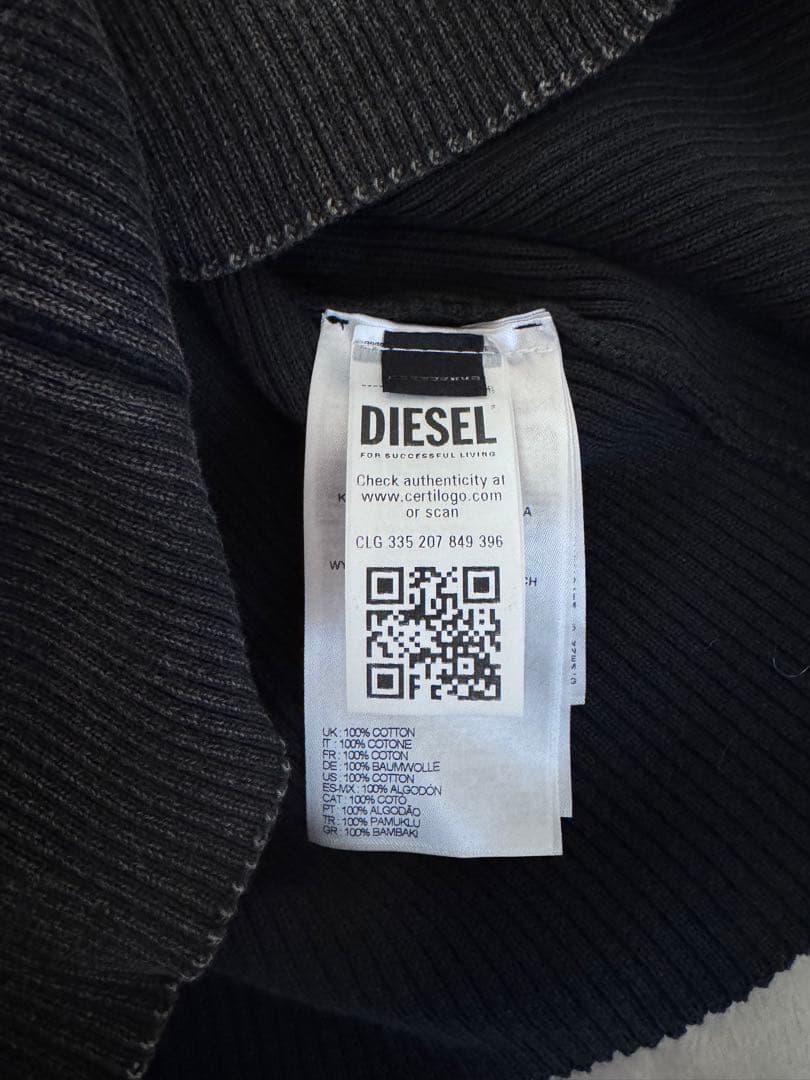 DIESEL
FOR SUCCESSFUL LIVING
Check authenticity at
www.certilogo.com
or scan
CLG 335 207 849 396
K
A
WY
CH
UK : 100% COTTON
IT : 100% COTONE
FR : 100% COTON
DE : 100% BAUMWOLLE
US : 100% COTTON
ES-MX : 100% ALGODÓN
CAT : 100% COTÓ
PT : 100% ALGODÃO
TR : 100% PAMUKLU
GR : 100% BAMBAKI